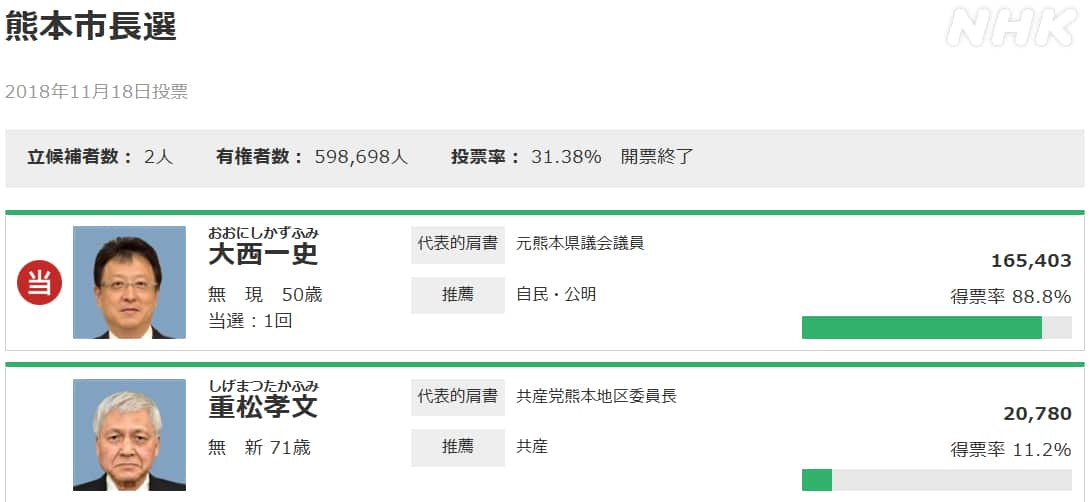 熊本市長選
NHK
2018年11月18日投票
立候補者数： 2人 有権者数： 598,698人 投票率： 31.38% 開票終了
当
おおにしかずふみ
大西一史
無 現 50歳
当選：1回
代表的肩書 元熊本県議会議員
推薦 自民・公明
165,403
得票率 88.8%
しげまつたかふみ
重松孝文
無 新 71歳
代表的肩書 共産党熊本地区委員長
推薦 共産
20,780
得票率 11.2%